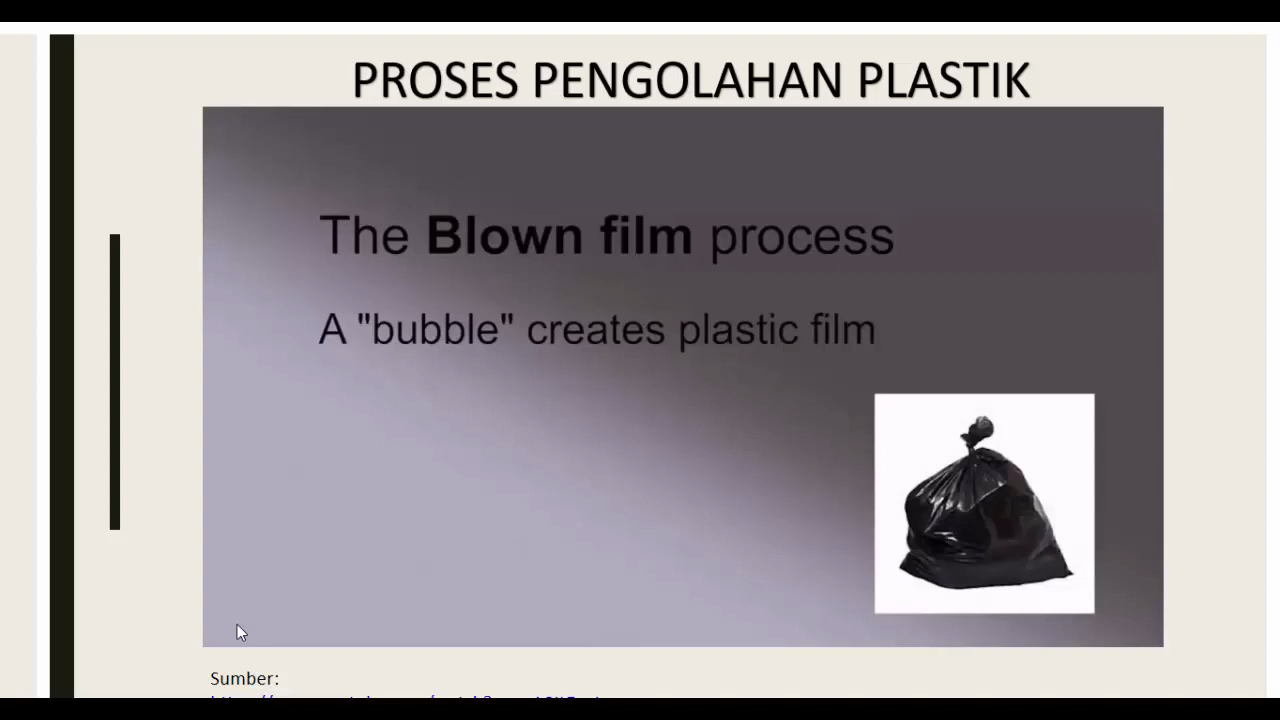 PROSES PENGOLAHAN PLASTIK
The Blown film process
A "bubble" creates plastic film
Sumber: